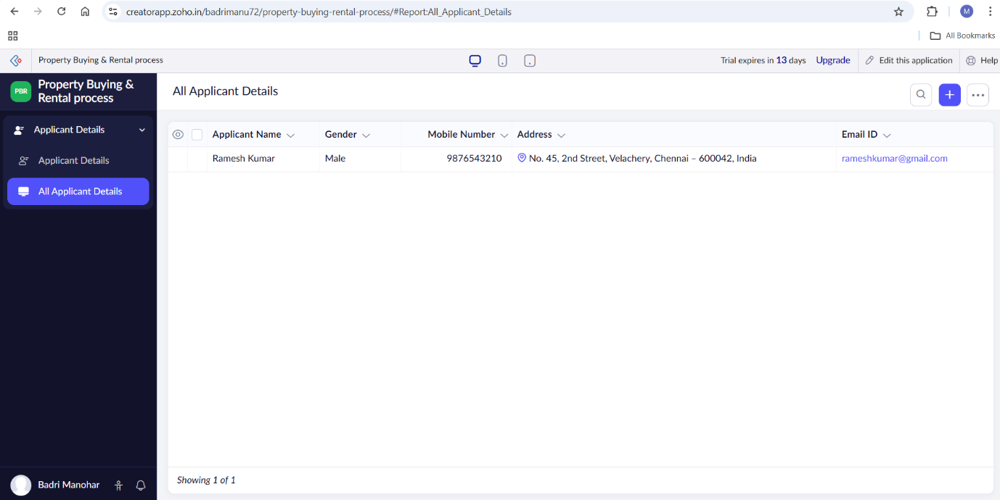 creatorapp.zoho.in/badrimanu72/property-buying-rental-process/#Report:All_Applicant_Details
M
All Bookmarks
Property Buying & Rental process
Trial expires in 13 days
Upgrade
Edit this application
Help
PBR
Property Buying &
Rental process
Applicant Details
Applicant Details
All Applicant Details
All Applicant Details
Applicant Name Gender Mobile Number Address Email ID
Ramesh Kumar Male 9876543210 No. 45, 2nd Street, Velachery, Chennai – 600042, India rameshkumar@gmail.com
Showing 1 of 1
Badri Manohar